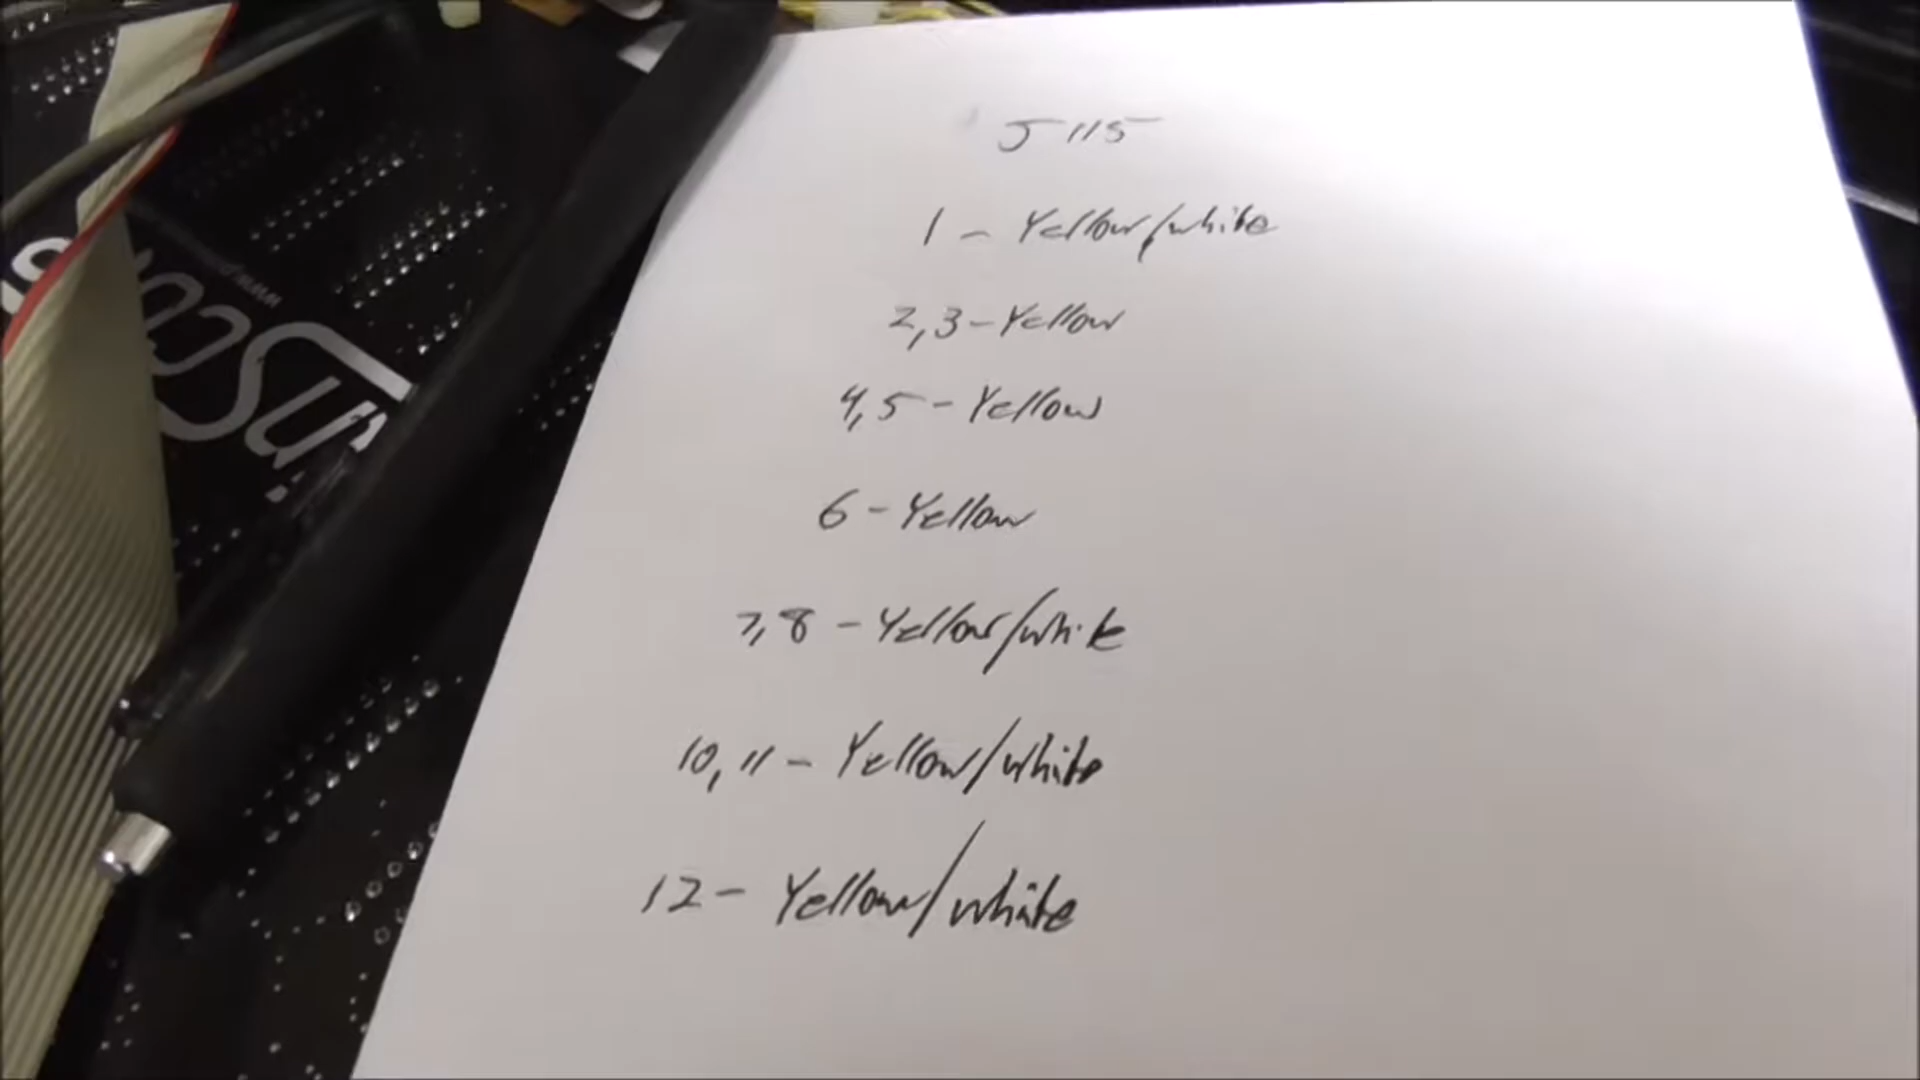 J115
1 - Yellow/white
2,3 - Yellow
4,5 - Yellow
6 - Yellow
7,8 - Yellow/white
10,11 - Yellow/white
12 - Yellow/white